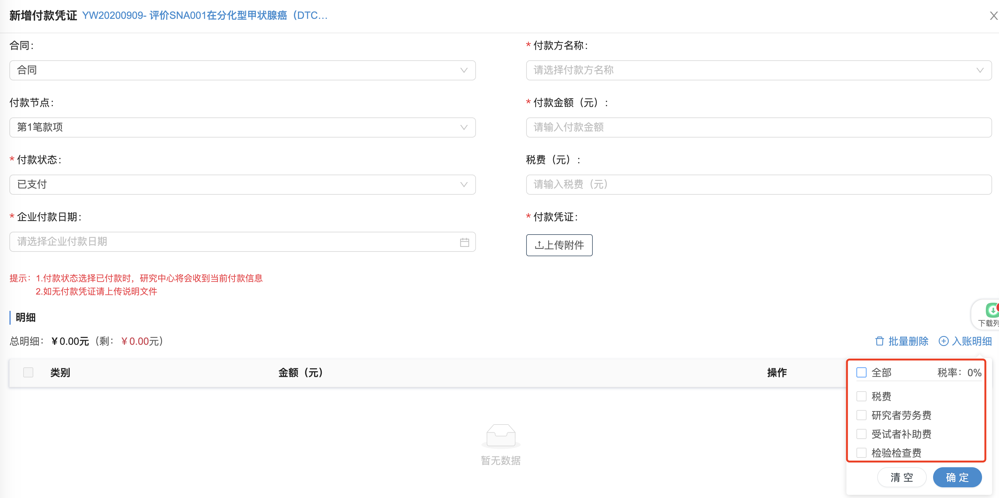 新增付款凭证 YW20200909- 评价SNA001在分化型甲状腺癌（DTC...
合同：
* 付款方名称：
合同
请选择付款方名称
付款节点：
* 付款金额（元）：
第1笔款项
请输入付款金额
* 付款状态：
税费（元）：
已支付
请输入税费（元）
* 企业付款日期：
* 付款凭证：
请选择企业付款日期
上传附件
提示：1.付款状态选择已付款时，研究中心将会收到当前付款信息
2.如无付款凭证请上传说明文件
明细
下载列
总明细：￥0.00元（剩：￥0.00元）
批量删除 入账明细
类别 金额（元） 操作
全部 税率：0%
税费
研究者劳务费
受试者补助费
检验检查费
暂无数据
清 空 确 定